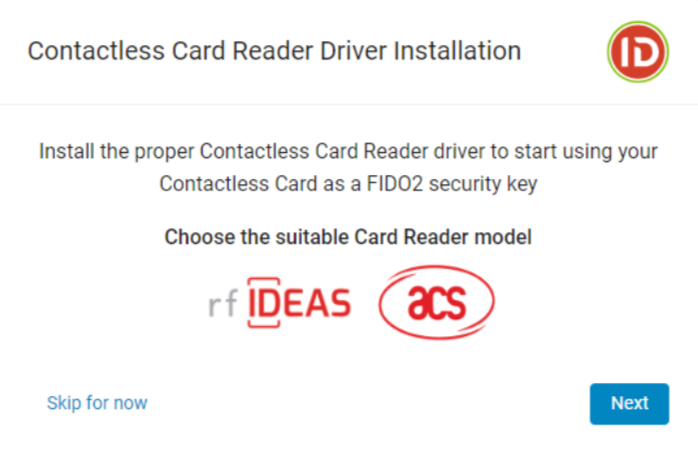 Contactless Card Reader Driver Installation
ID
Install the proper Contactless Card Reader driver to start using your
Contactless Card as a FIDO2 security key
Choose the suitable Card Reader model
rf IDEAS acs
Skip for now
Next